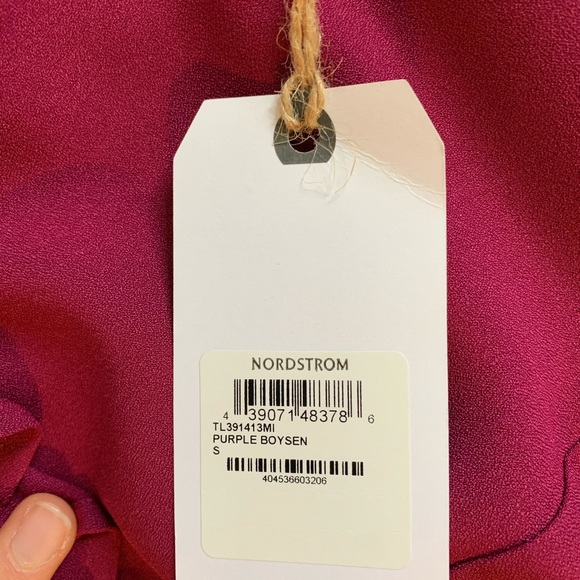 NORDSTROM
4 39071 48378 6
TL391413MI
PURPLE BOYSEN
S
404536603206